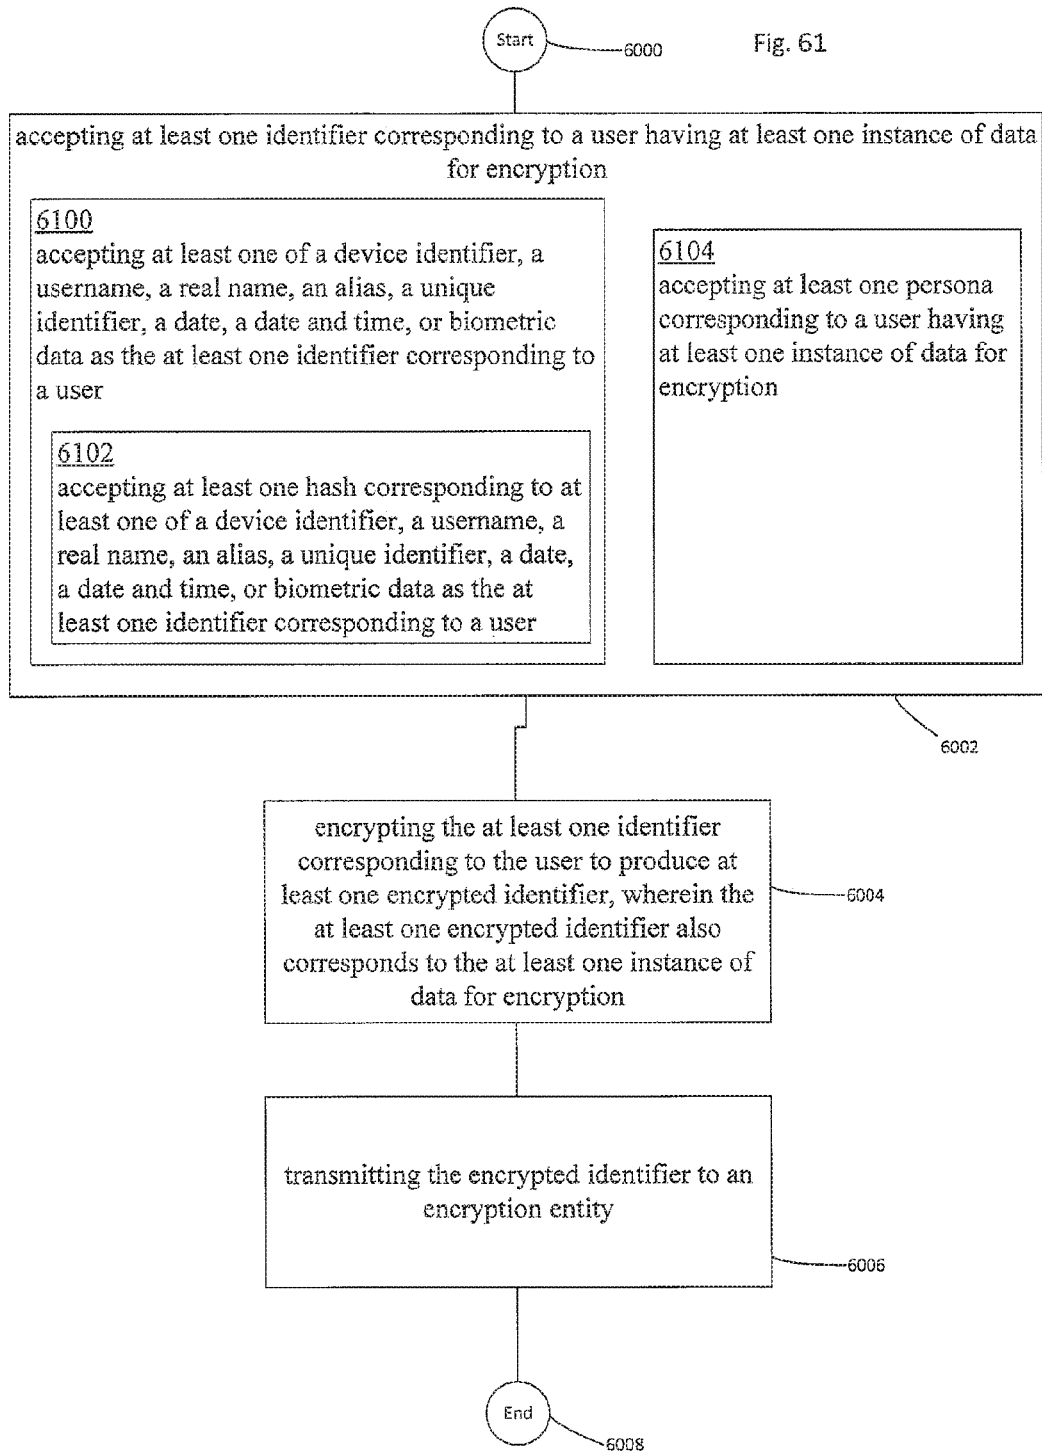 Start
6000
Fig. 61
accepting at least one identifier corresponding to a user having at least one instance of data
for encryption
6100
accepting at least one of a device identifier, a
username, a real name, an alias, a unique
identifier, a date, a date and time, or biometric
data as the at least one identifier corresponding to
a user
6102
accepting at least one hash corresponding to at
least one of a device identifier, a username, a
real name, an alias, a unique identifier, a date,
a date and time, or biometric data as the at
least one identifier corresponding to a user
6104
accepting at least one persona
corresponding to a user having
at least one instance of data for
encryption
6002
encrypting the at least one identifier
corresponding to the user to produce at
least one encrypted identifier, wherein the
at least one encrypted identifier also
corresponds to the at least one instance of
data for encryption
6004
transmitting the encrypted identifier to an
encryption entity
6006
End
6008